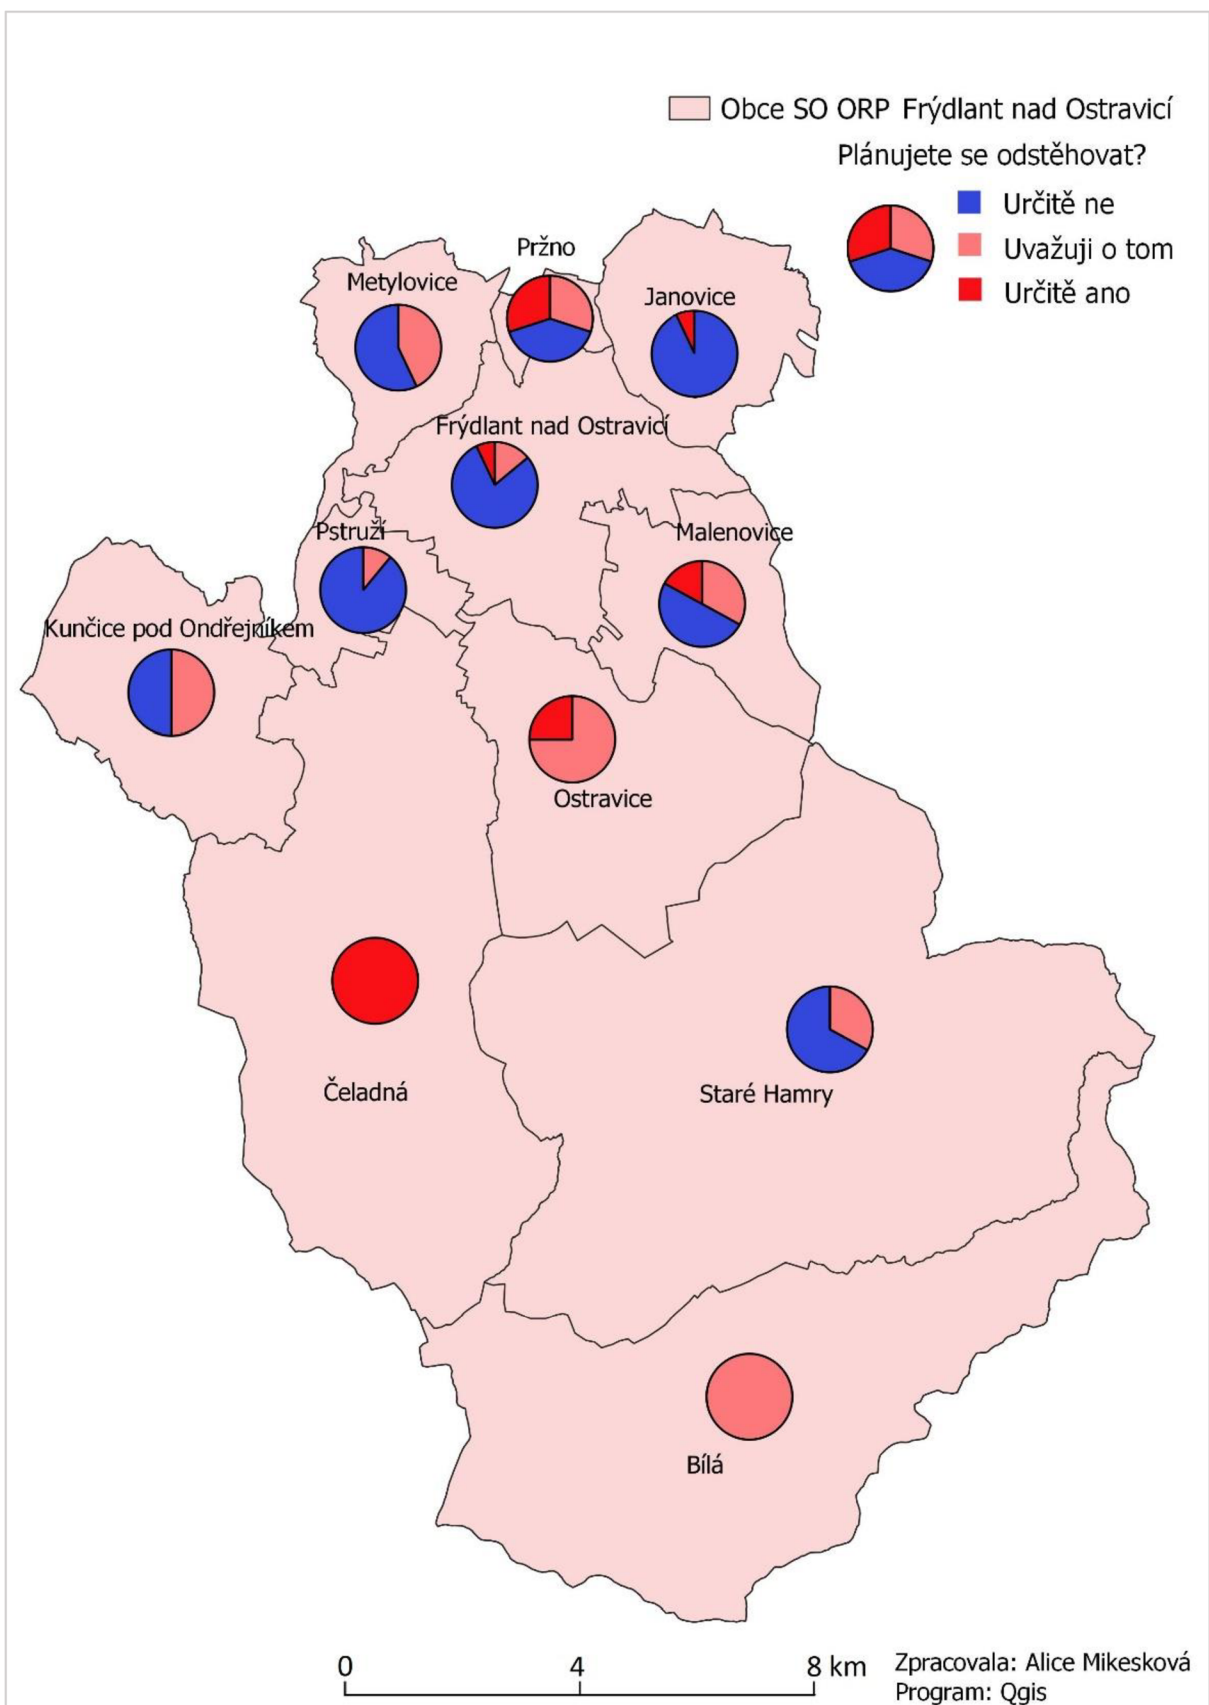 Obce SO ORP Frýdlant nad Ostravicí
Plánujete se odstěhovat?
Určitě ne
Uvažuji o tom
Určitě ano
Pržno
Metylovice
Janovice
Frýdlant nad Ostravicí
Pstruží
Malenovice
Kunčice pod Ondřejníkem
Ostravice
Čeladná
Staré Hamry
Bílá
0 4 8 km
Zpracovala: Alice Mikesková
Program: Qgis